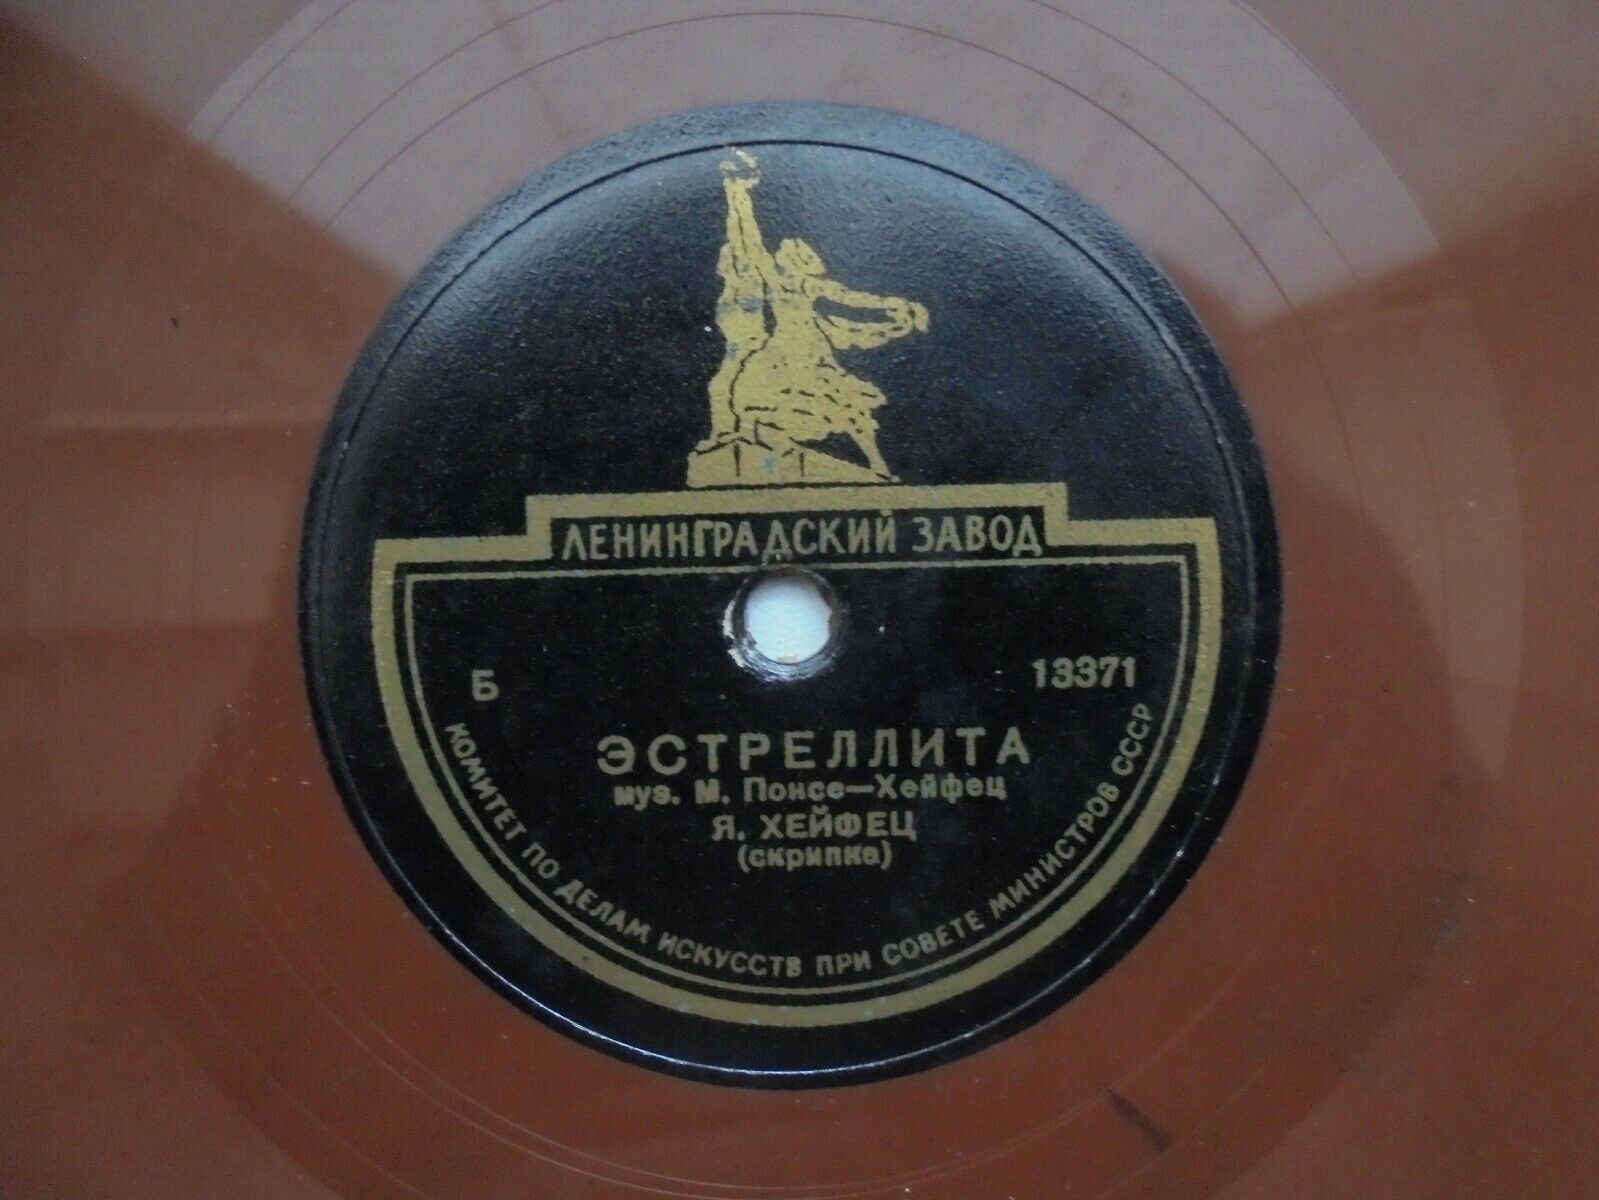 ЛЕНИНГРАДСКИЙ ЗАВОД
Б 13371
ЭСТРЕЛЛИТА
муз. М. Понсе—Хейфец
Я. ХЕЙФЕЦ
(скрипка)
КОМИТЕТ ПО ДЕЛАМ ИСКУССТВ ПРИ СОВЕТЕ МИНИСТРОВ СССР